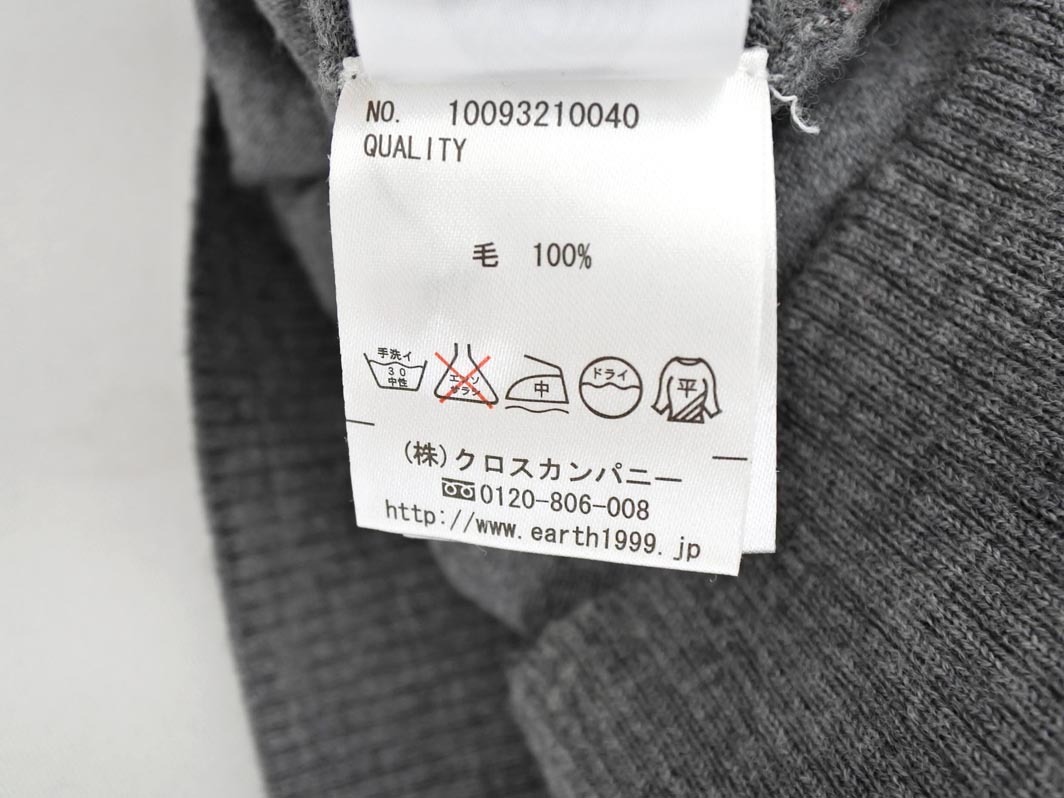 NO. 10093210040
QUALITY
毛 100%
手洗イ
30
中性
エンソ
サラシ
中
ドライ
平
(株)クロスカンパニー
0120-806-008
http://www.earth1999.jp